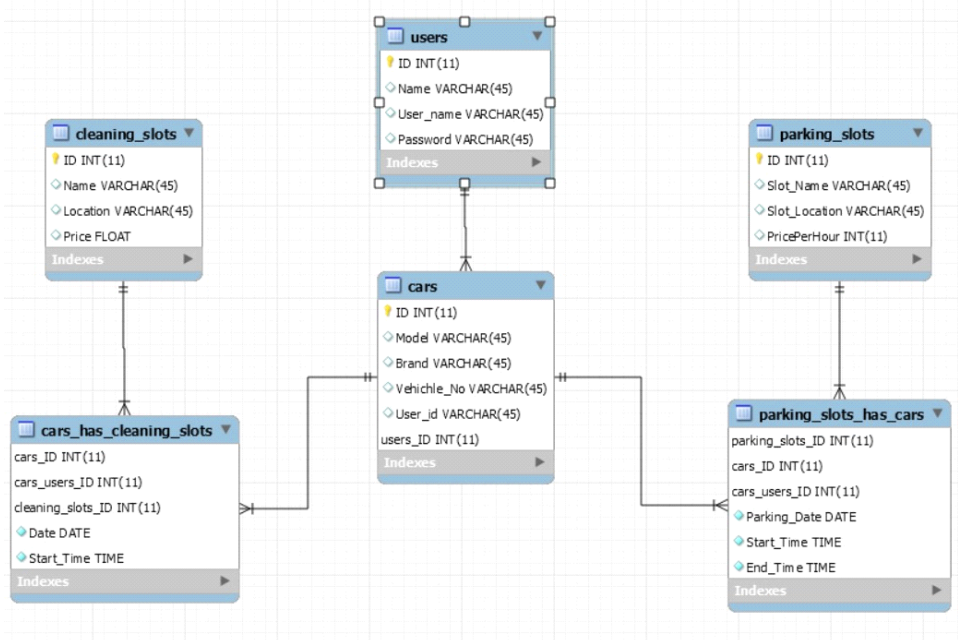 users
ID INT(11)
Name VARCHAR(45)
User_name VARCHAR(45)
Password VARCHAR(45)
Indexes
cleaning_slots
ID INT(11)
Name VARCHAR(45)
Location VARCHAR(45)
Price FLOAT
Indexes
parking_slots
ID INT(11)
Slot_Name VARCHAR(45)
Slot_Location VARCHAR(45)
PricePerHour INT(11)
Indexes
cars
ID INT(11)
Model VARCHAR(45)
Brand VARCHAR(45)
Vehichle_No VARCHAR(45)
User_id VARCHAR(45)
users_ID INT(11)
Indexes
cars_has_cleaning_slots
cars_ID INT(11)
cars_users_ID INT(11)
cleaning_slots_ID INT(11)
Date DATE
Start_Time TIME
Indexes
parking_slots_has_cars
parking_slots_ID INT(11)
cars_ID INT(11)
cars_users_ID INT(11)
Parking_Date DATE
Start_Time TIME
End_Time TIME
Indexes